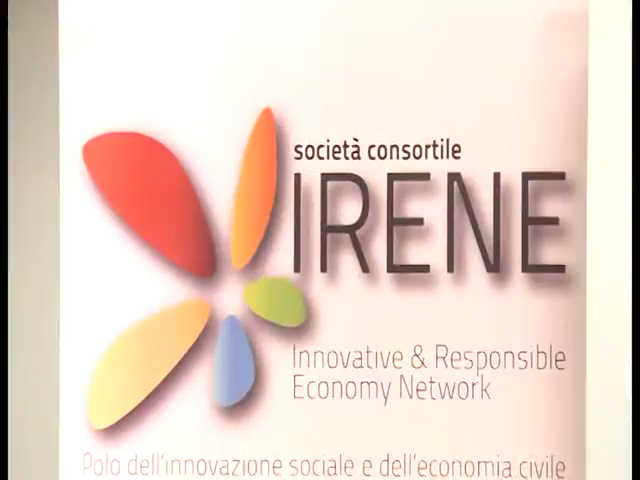 società consortile
IRENE
Innovative & Responsible
Economy Network
Polo dell'innovazione sociale e dell'economia civile